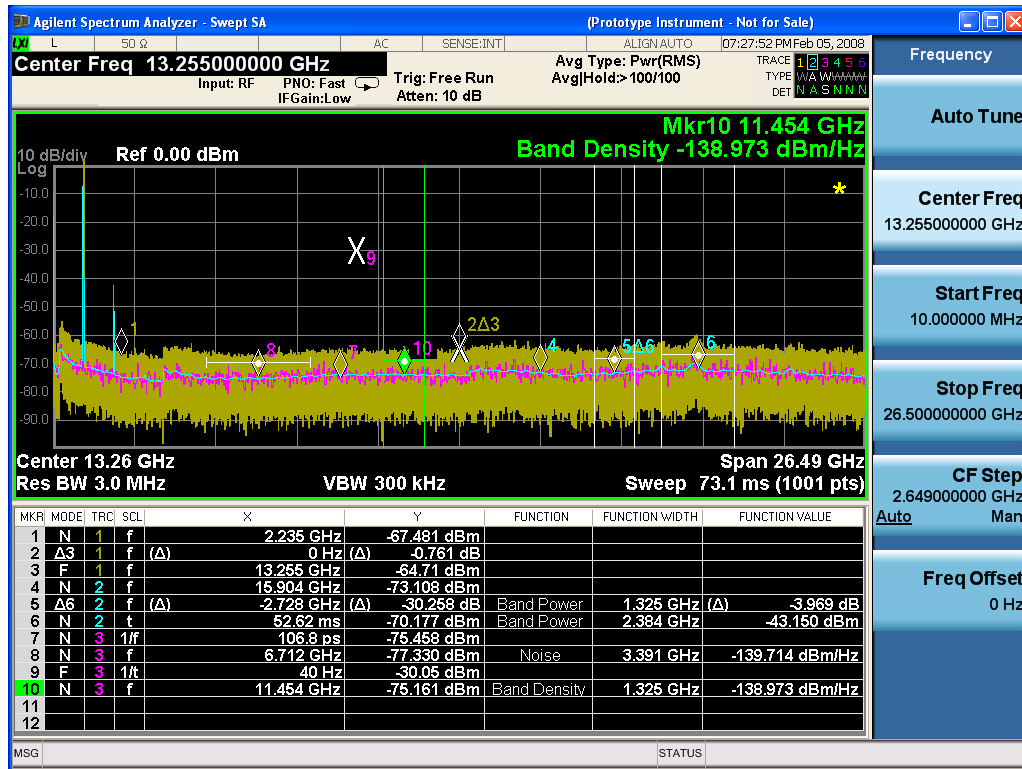 Agilent Spectrum Analyzer - Swept SA (Prototype Instrument - Not for Sale)
LXI L 50 Ω AC SENSE:INT ALIGN AUTO 07:27:52 PM Feb 05, 2008
Center Freq 13.255000000 GHz
Input: RF PNO: Fast Trig: Free Run Avg Type: Pwr(RMS) TRACE 1 2 3 4 5 6
IFGain:Low Atten: 10 dB Avg|Hold:>100/100 TYPE W A W W W W
DET N A S N N N
Mkr10 11.454 GHz
10 dB/div Ref 0.00 dBm Band Density -138.973 dBm/Hz
Log
-10.0
-20.0
-30.0
-40.0
-50.0
-60.0
-70.0
-80.0
-90.0
1 8 7 10 X9 2Δ3 X 4 5Δ6 6
*
Center 13.26 GHz Span 26.49 GHz
Res BW 3.0 MHz VBW 300 kHz Sweep 73.1 ms (1001 pts)
MKR MODE TRC SCL X Y FUNCTION FUNCTION WIDTH FUNCTION VALUE
1 N 1 f 2.235 GHz -67.481 dBm
2 Δ3 1 f (Δ) 0 Hz (Δ) -0.761 dB
3 F 1 f 13.255 GHz -64.71 dBm
4 N 2 f 15.904 GHz -73.108 dBm
5 Δ6 2 f (Δ) -2.728 GHz (Δ) -30.258 dB Band Power 1.325 GHz (Δ) -3.969 dB
6 N 2 t 52.62 ms -70.177 dBm Band Power 2.384 GHz -43.150 dBm
7 N 3 1/f 106.8 ps -75.458 dBm
8 N 3 f 6.712 GHz -77.330 dBm Noise 3.391 GHz -139.714 dBm/Hz
9 F 3 1/t 40 Hz -30.05 dBm
10 N 3 f 11.454 GHz -75.161 dBm Band Density 1.325 GHz -138.973 dBm/Hz
11
12
MSG STATUS
Frequency
Auto Tune
Center Freq
13.255000000 GHz
Start Freq
10.000000 MHz
Stop Freq
26.500000000 GHz
CF Step
2.649000000 GHz
Auto Man
Freq Offset
0 Hz